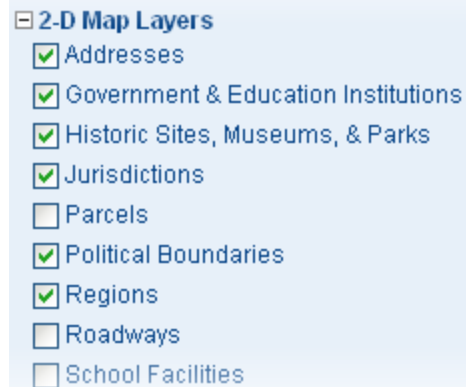 2-D Map Layers
Addresses
Government & Education Institutions
Historic Sites, Museums, & Parks
Jurisdictions
Parcels
Political Boundaries
Regions
Roadways
School Facilities